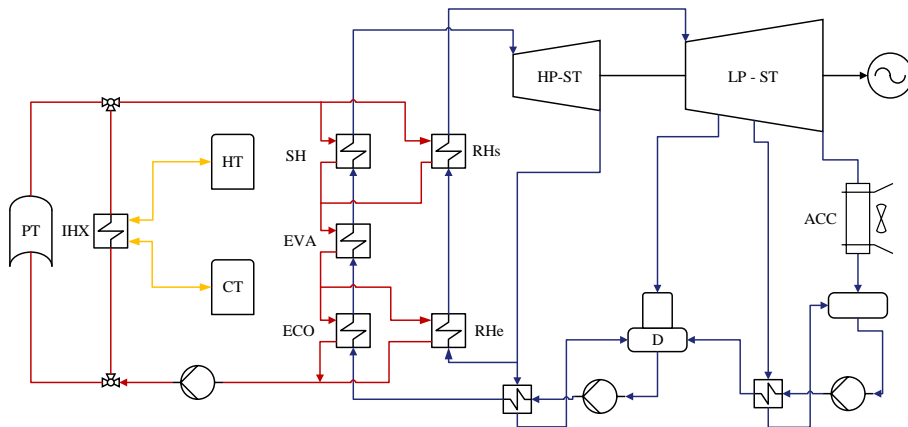 HP-ST
LP - ST
SH
RHs
HT
PT
IHX
ACC
EVA
CT
ECO
RHe
D